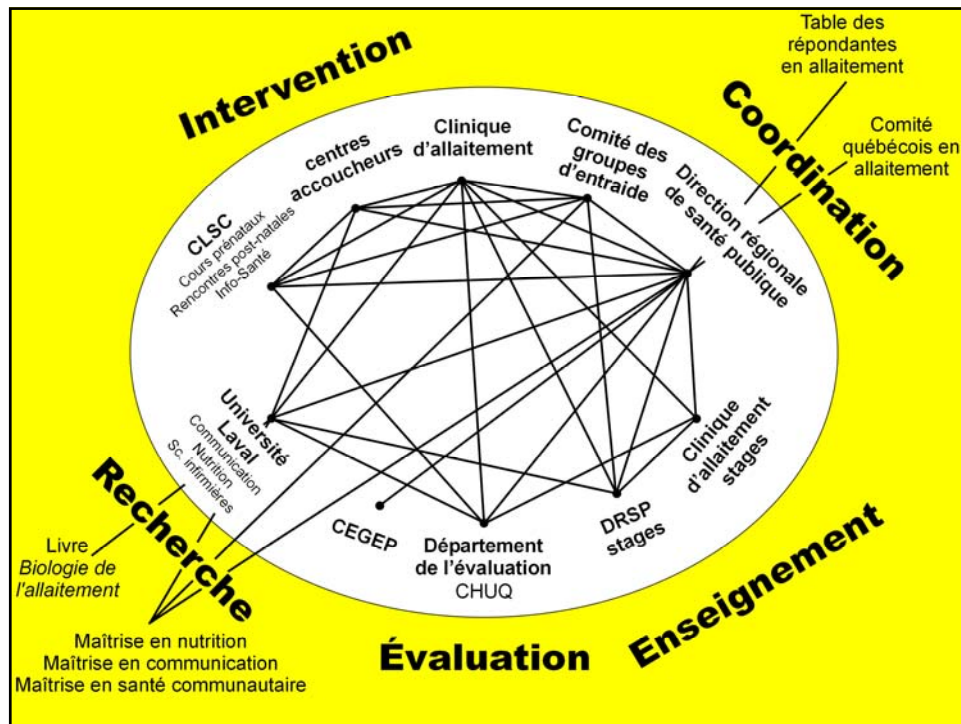 Intervention
Coordination
Table des
répondantes
en allaitement
Comité
québécois en
allaitement
centres
accoucheurs
Clinique
d'allaitement
Comité des
groupes
d'entraide
Direction régionale
de santé publique
CLSC
Cours prénataux
Rencontres post-natales
Info-Santé
Université
Laval
Communication
Nutrition
Sc. infirmières
CEGEP
Département
de l'évaluation
CHUQ
DRSP
stages
Clinique
d'allaitement
stages
Recherche
Livre
Biologie de
l'allaitement
Maîtrise en nutrition
Maîtrise en communication
Maîtrise en santé communautaire
Évaluation
Enseignement